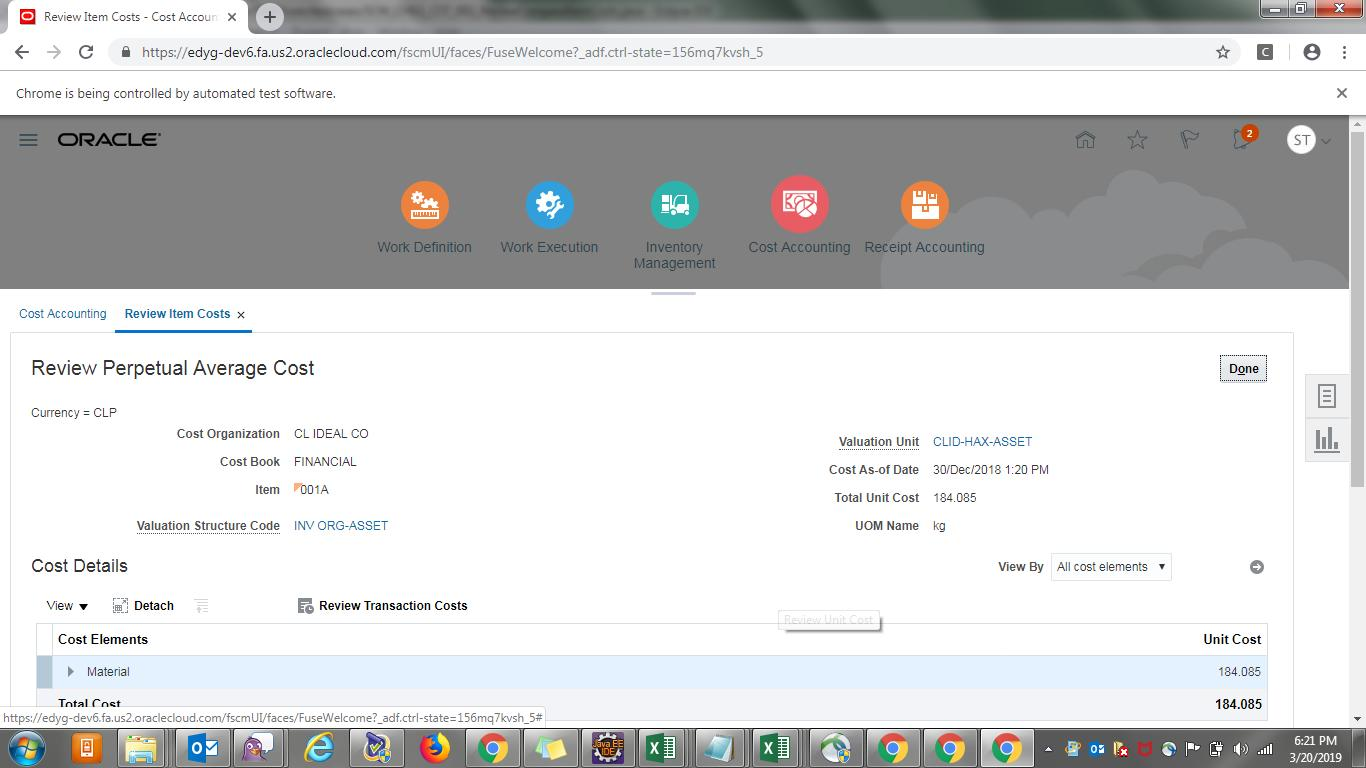 Review Item Costs - Cost Accoun
https://edyg-dev6.fa.us2.oraclecloud.com/fscmUI/faces/FuseWelcome?_adf.ctrl-state=156mq7kvsh_5
C
Chrome is being controlled by automated test software.
ORACLE
2
ST
Work Definition
Work Execution
Inventory
Management
Cost Accounting
Receipt Accounting
Cost Accounting
Review Item Costs
Review Perpetual Average Cost
Done
Currency = CLP
Cost Organization CL IDEAL CO
Cost Book FINANCIAL
Item 001A
Valuation Structure Code INV ORG-ASSET
Valuation Unit CLID-HAX-ASSET
Cost As-of Date 30/Dec/2018 1:20 PM
Total Unit Cost 184.085
UOM Name kg
Cost Details
View By All cost elements
View Detach Review Transaction Costs
Review Unit Cost
Cost Elements Unit Cost
Material 184.085
Total Cost 184.085
https://edyg-dev6.fa.us2.oraclecloud.com/fscmUI/faces/FuseWelcome?_adf.ctrl-state=156mq7kvsh_5#
Java EE
IDE
6:21 PM
3/20/2019